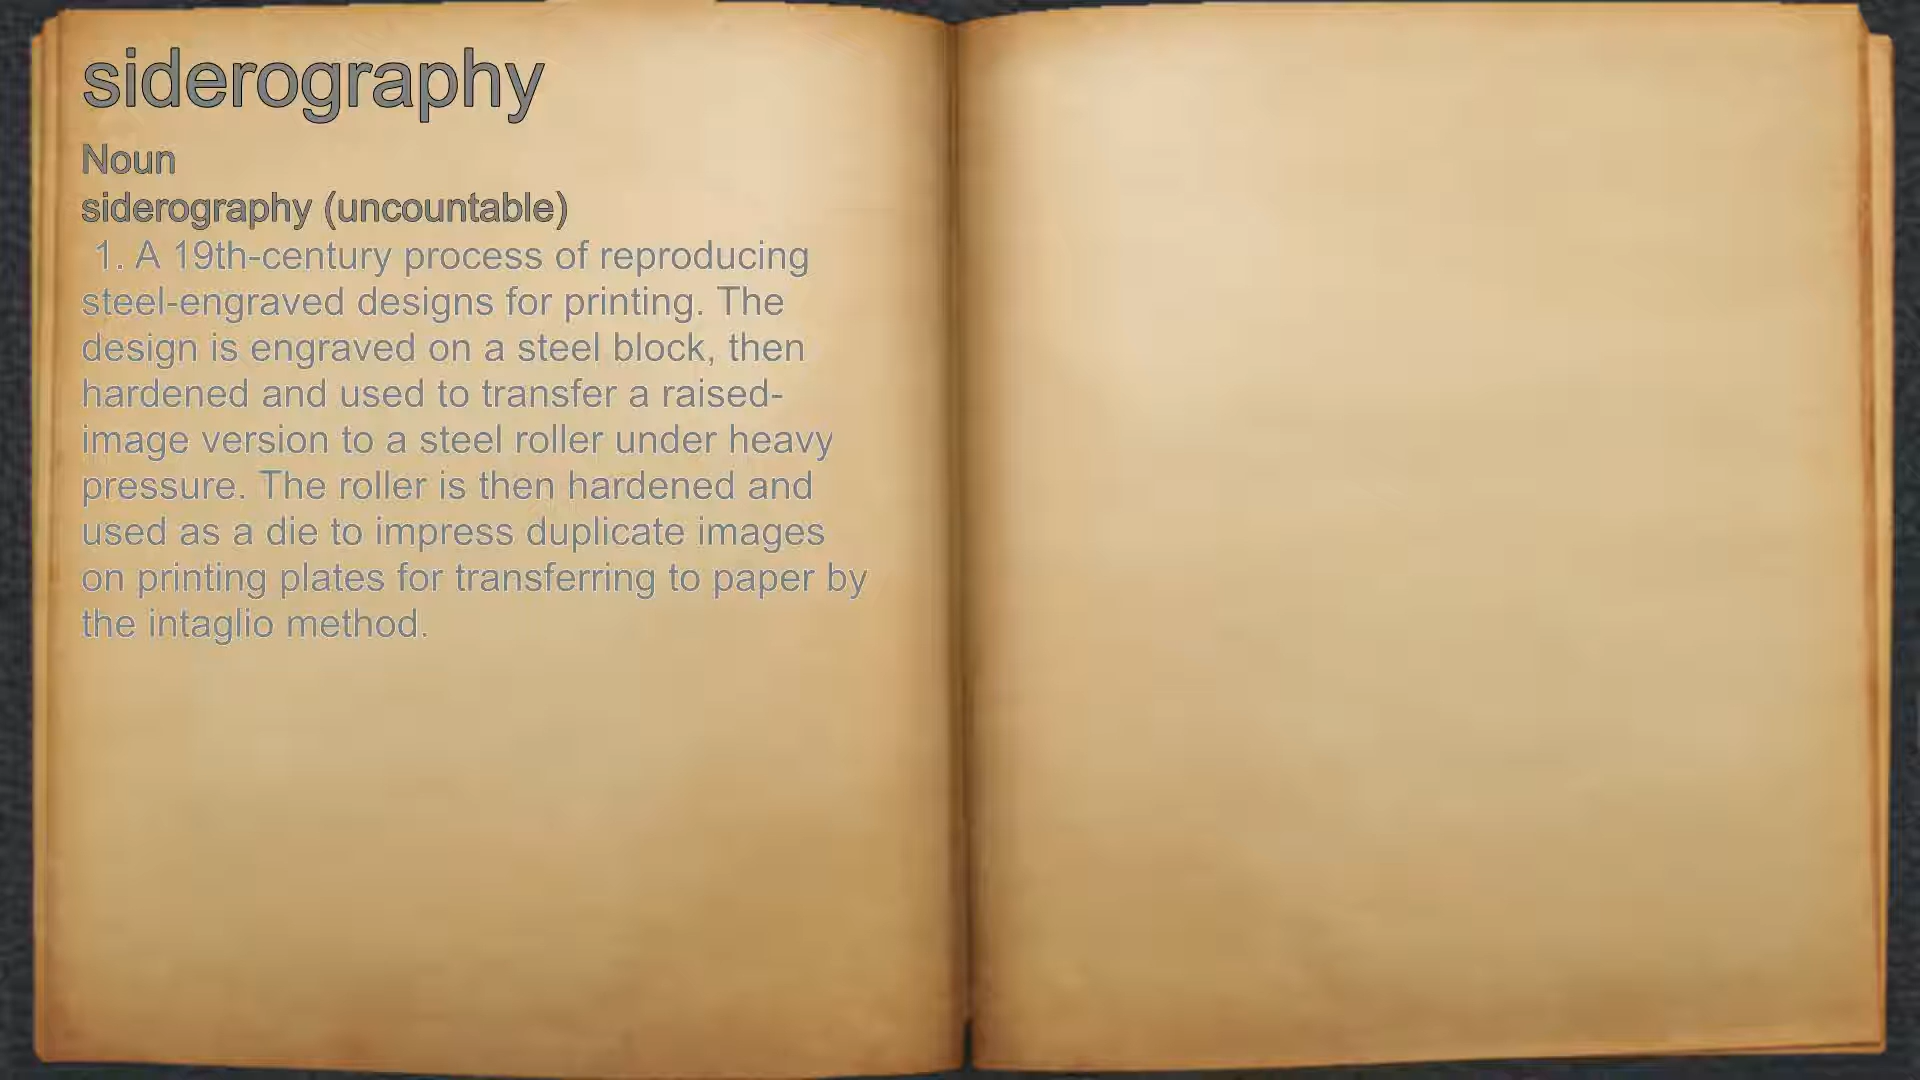 siderography
Noun
siderography (uncountable)
1. A 19th-century process of reproducing
steel-engraved designs for printing. The
design is engraved on a steel block, then
hardened and used to transfer a raised-
image version to a steel roller under heavy
pressure. The roller is then hardened and
used as a die to impress duplicate images
on printing plates for transferring to paper by
the intaglio method.